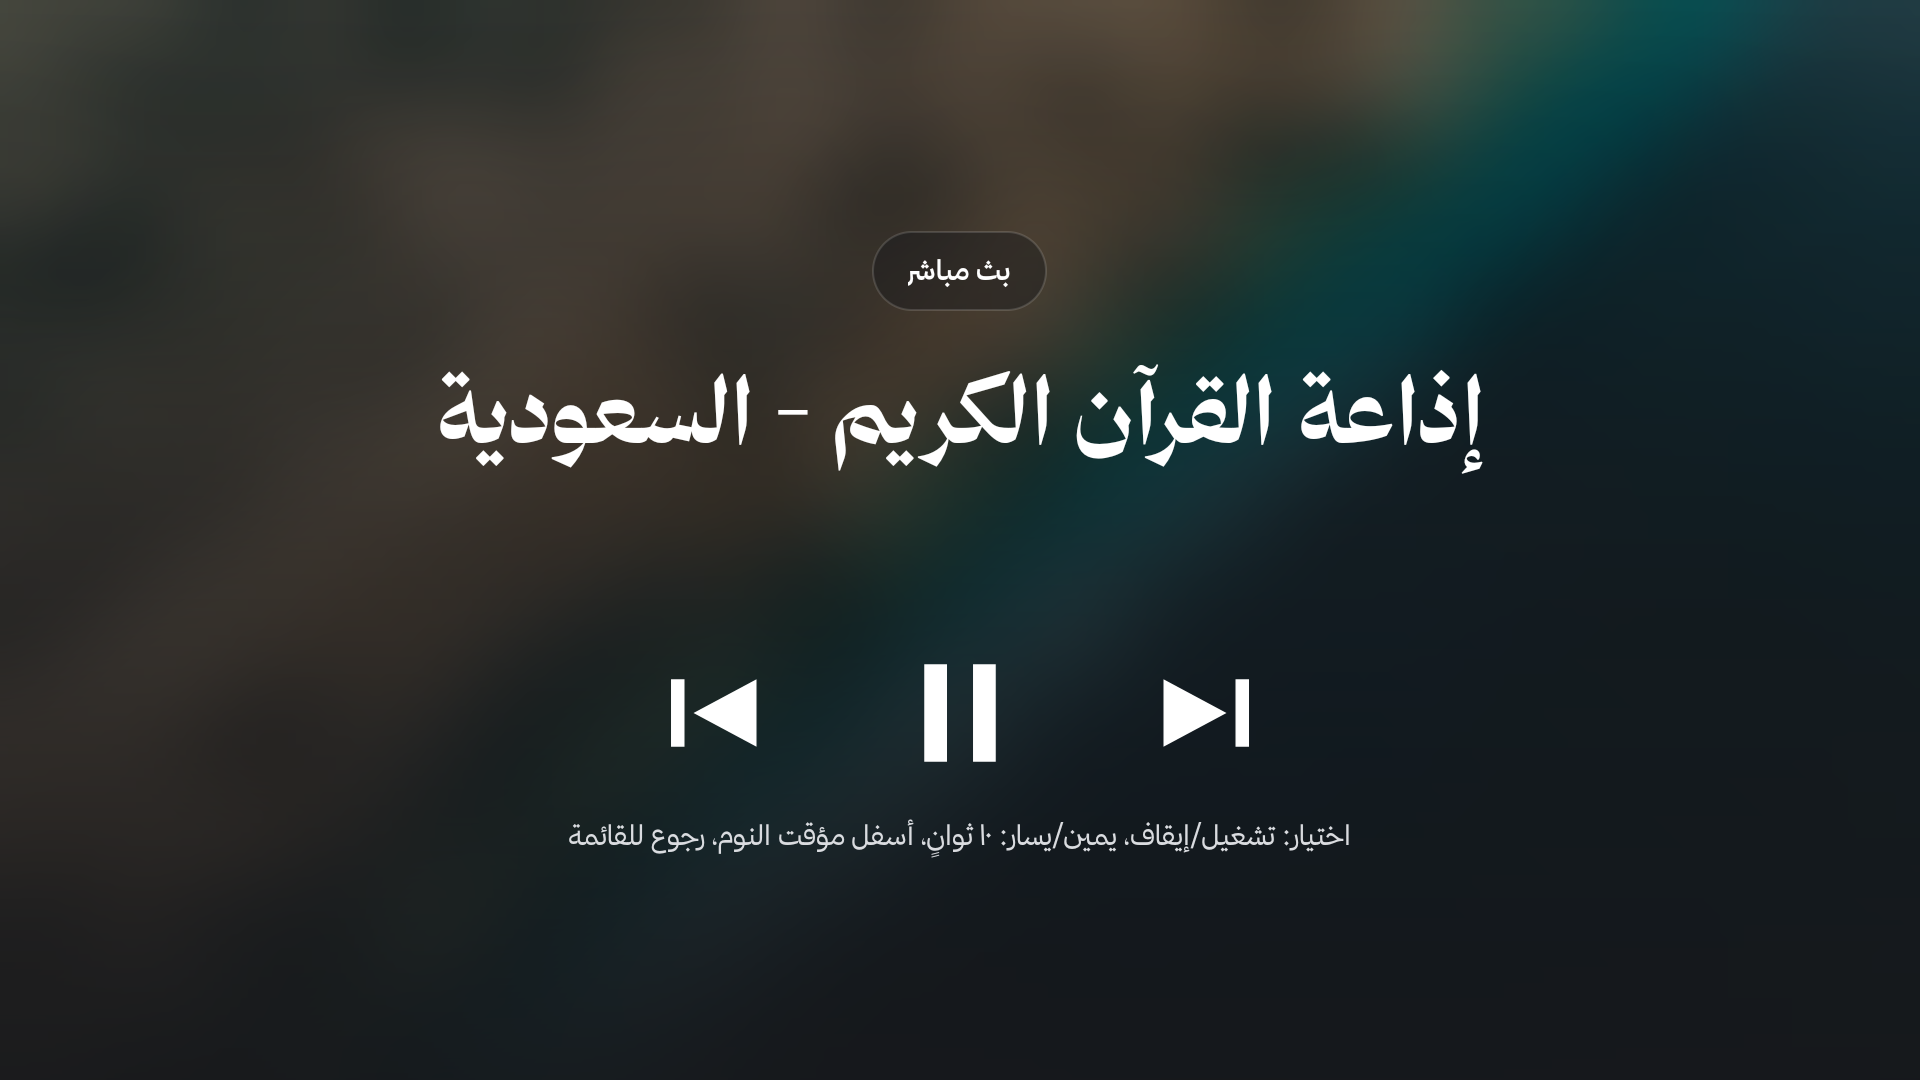 بث مباشر
إذاعة القرآن الكريم - السعودية
اختيار: تشغيل/إيقاف، يمين/يسار: ١٠ ثوانٍ، أسفل مؤقت النوم، رجوع للقائمة